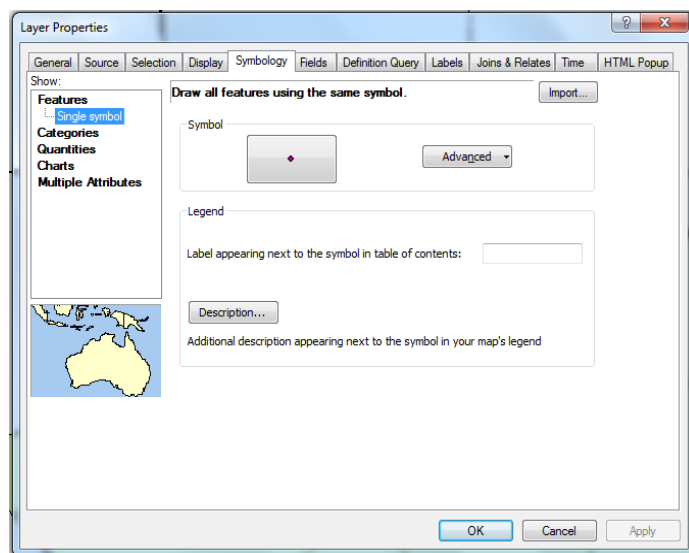 Layer Properties
General Source Selection Display Symbology Fields Definition Query Labels Joins & Relates Time HTML Popup
Show:
Features
Single symbol
Categories
Quantities
Charts
Multiple Attributes
Draw all features using the same symbol.
Import...
Symbol
Advanced
Legend
Label appearing next to the symbol in table of contents:
Description...
Additional description appearing next to the symbol in your map's legend
OK Cancel Apply